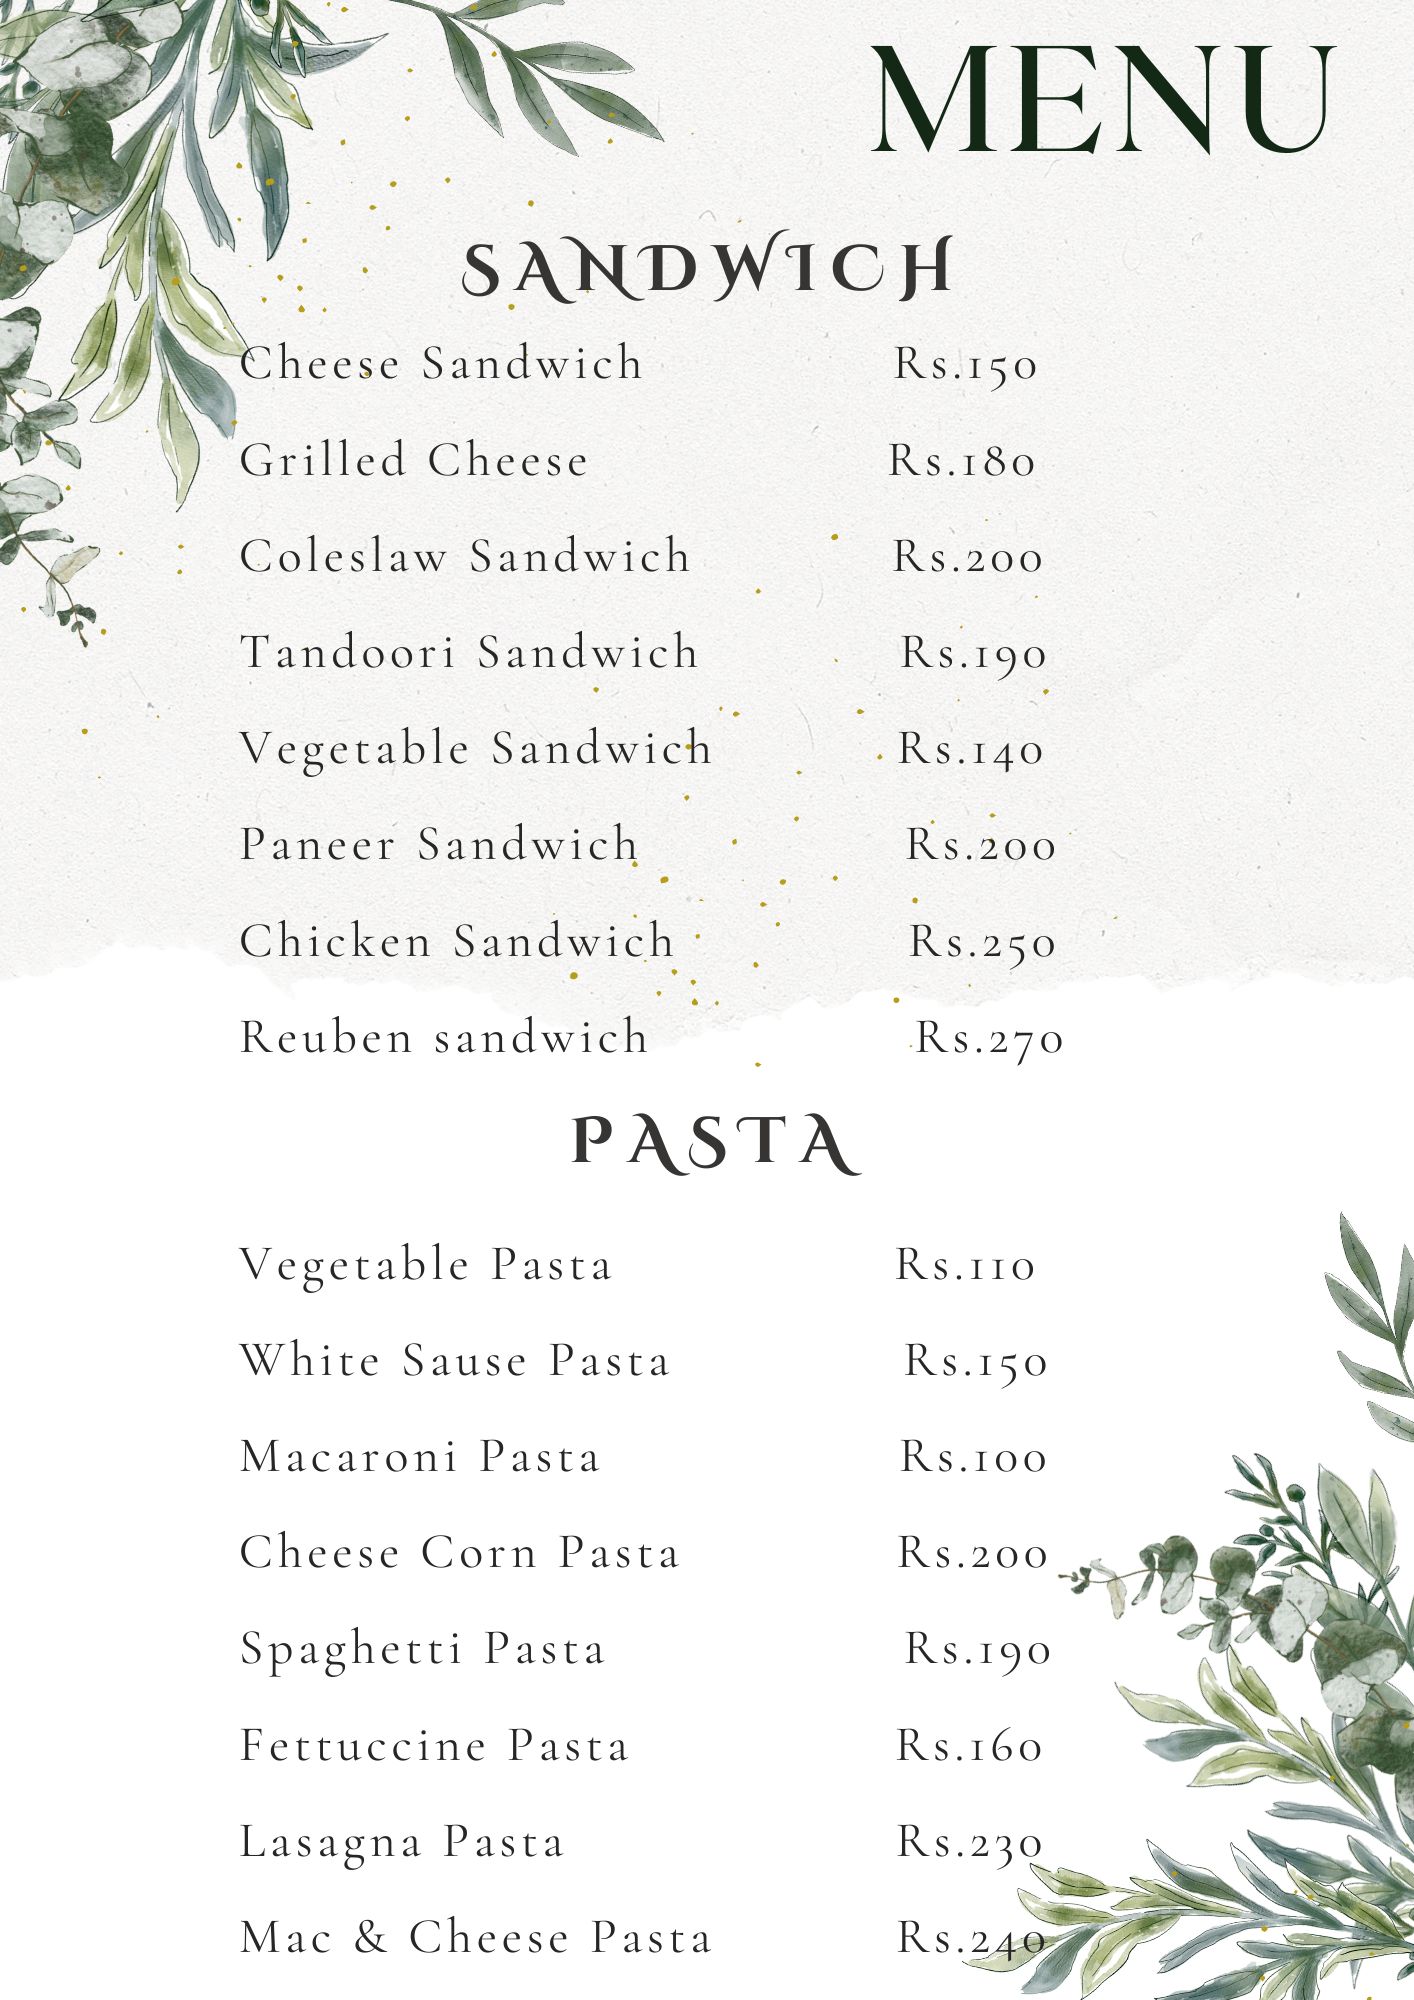 MENU
SANDWICH
Cheese Sandwich Rs.150
Grilled Cheese Rs.180
Coleslaw Sandwich Rs.200
Tandoori Sandwich Rs.190
Vegetable Sandwich Rs.140
Paneer Sandwich Rs.200
Chicken Sandwich Rs.250
Reuben sandwich Rs.270
PASTA
Vegetable Pasta Rs.110
White Sause Pasta Rs.150
Macaroni Pasta Rs.100
Cheese Corn Pasta Rs.200
Spaghetti Pasta Rs.190
Fettuccine Pasta Rs.160
Lasagna Pasta Rs.230
Mac & Cheese Pasta Rs.240